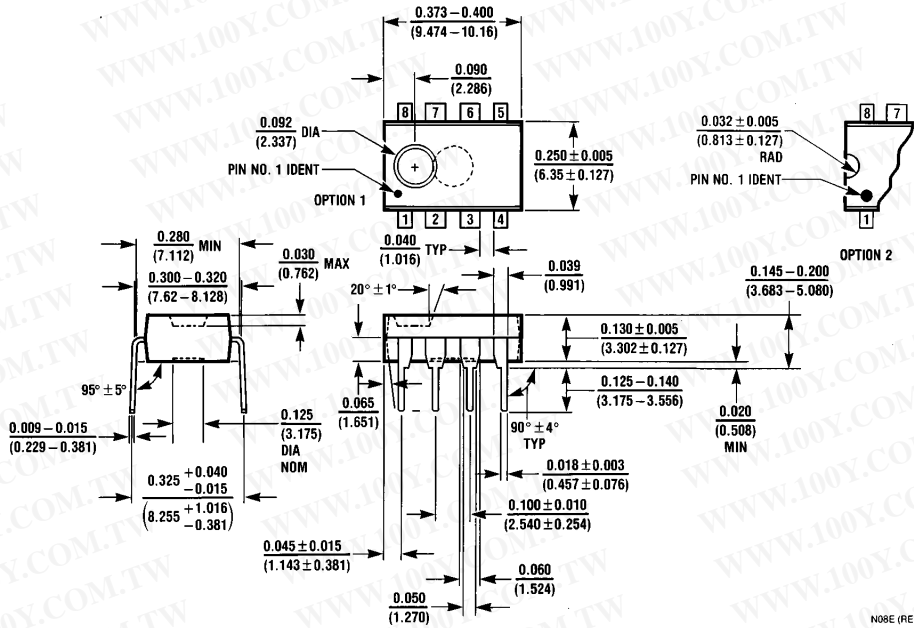 0.373 – 0.400
(9.474 – 10.16)
0.090
(2.286)
8 7 6 5
0.092 DIA
(2.337)
PIN NO. 1 IDENT
OPTION 1
1 2 3 4
0.250 ± 0.005
(6.35 ± 0.127)
0.032 ± 0.005
(0.813 ± 0.127)
RAD
PIN NO. 1 IDENT
8 7
1
OPTION 2
0.280 MIN
(7.112)
0.300 – 0.320
(7.62 – 8.128)
0.030 MAX
(0.762)
95° ± 5°
0.009 – 0.015
(0.229 – 0.381)
0.125
(3.175)
DIA
NOM
0.325 +0.040
−0.015
(8.255 +1.016
−0.381)
0.040 TYP
(1.016)
0.039
(0.991)
20° ± 1°
0.145 – 0.200
(3.683 – 5.080)
0.130 ± 0.005
(3.302 ± 0.127)
0.125 – 0.140
(3.175 – 3.556)
0.020
(0.508)
MIN
0.065
(1.651)
90° ± 4°
TYP
0.018 ± 0.003
(0.457 ± 0.076)
0.100 ± 0.010
(2.540 ± 0.254)
0.045 ± 0.015
(1.143 ± 0.381)
0.060
(1.524)
0.050
(1.270)
N08E (RE
WWW.100Y.COM.TW